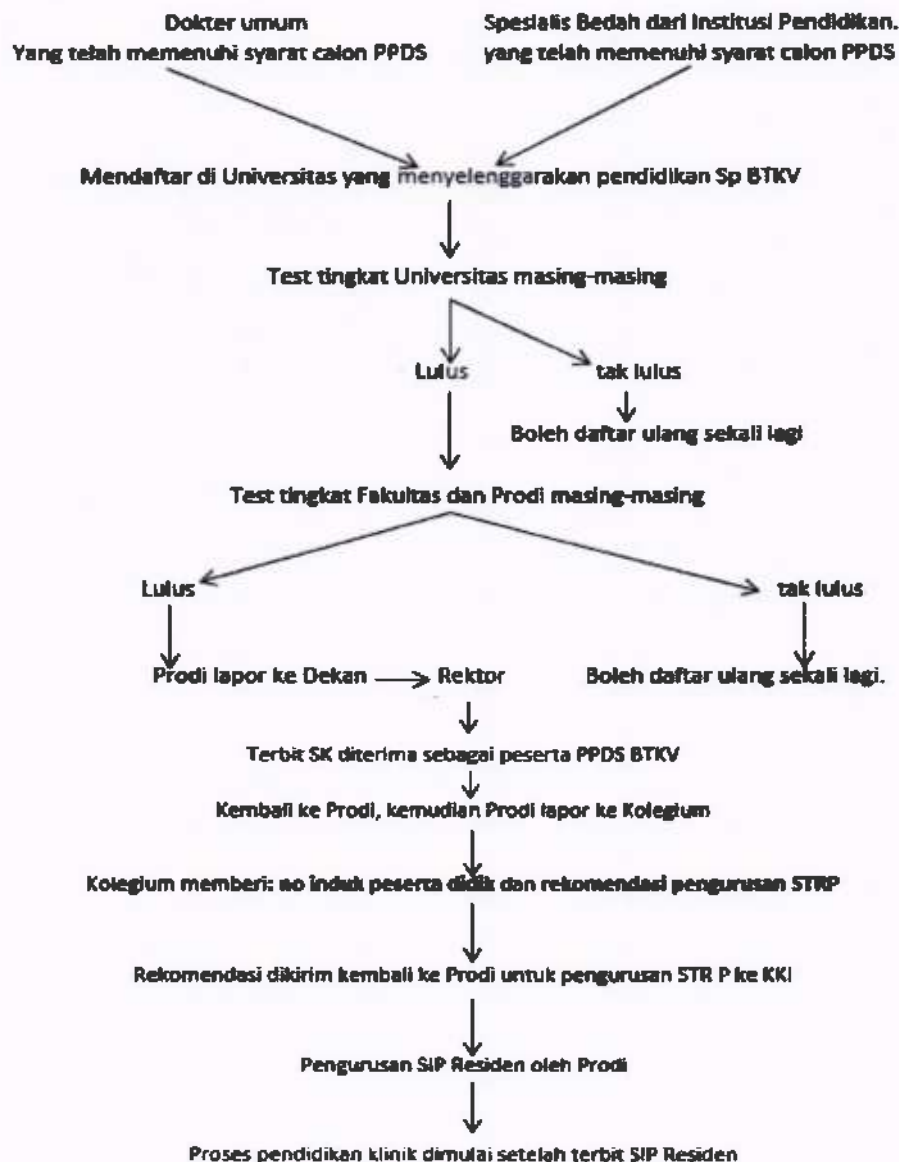 Dokter umum
Yang telah memenuhi syarat calon PPDS
Spesialis Bedah dari Institusi Pendidikan.
yang telah memenuhi syarat calon PPDS
Mendaftar di Universitas yang menyelenggarakan pendidikan Sp BTKV
Test tingkat Universitas masing-masing
Lulus
tak lulus
Boleh daftar ulang sekali lagi
Test tingkat Fakultas dan Prodi masing-masing
Lulus
tak lulus
Prodi lapor ke Dekan
Rektor
Boleh daftar ulang sekali lagi.
Terbit SK diterima sebagai peserta PPDS BTKV
Kembali ke Prodi, kemudian Prodi lapor ke Kolegium
Kolegium memberi: no induk peserta didik dan rekomendasi pengurusan STRP
Rekomendasi dikirim kembali ke Prodi untuk pengurusan STR P ke KKI
Pengurusan SIP Residen oleh Prodi
Proses pendidikan klinik dimulai setelah terbit SIP Residen